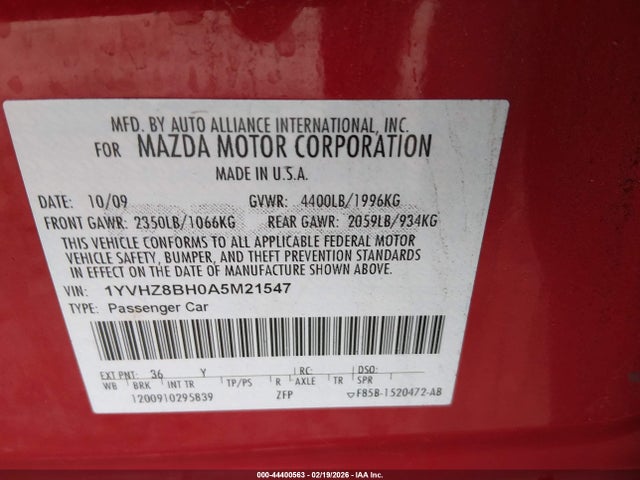 MFD. BY AUTO ALLIANCE INTERNATIONAL, INC.
FOR MAZDA MOTOR CORPORATION
MADE IN U.S.A.
DATE: 10/09 GVWR: 4400LB/1996KG
FRONT GAWR: 2350LB/1066KG REAR GAWR: 2059LB/934KG
THIS VEHICLE CONFORMS TO ALL APPLICABLE FEDERAL MOTOR
VEHICLE SAFETY, BUMPER, AND THEFT PREVENTION STANDARDS
IN EFFECT ON THE DATE OF MANUFACTURE SHOWN ABOVE.
VIN: 1YVHZ8BH0A5M21547
TYPE: Passenger Car
EXT PNT: 36 Y RC: DSO:
WB BRK INT TR TP/PS R AXLE TR SPR
1200910295839 ZFP F85B-1520472-AB
000-44400563 - 02/19/2026 - IAA Inc.